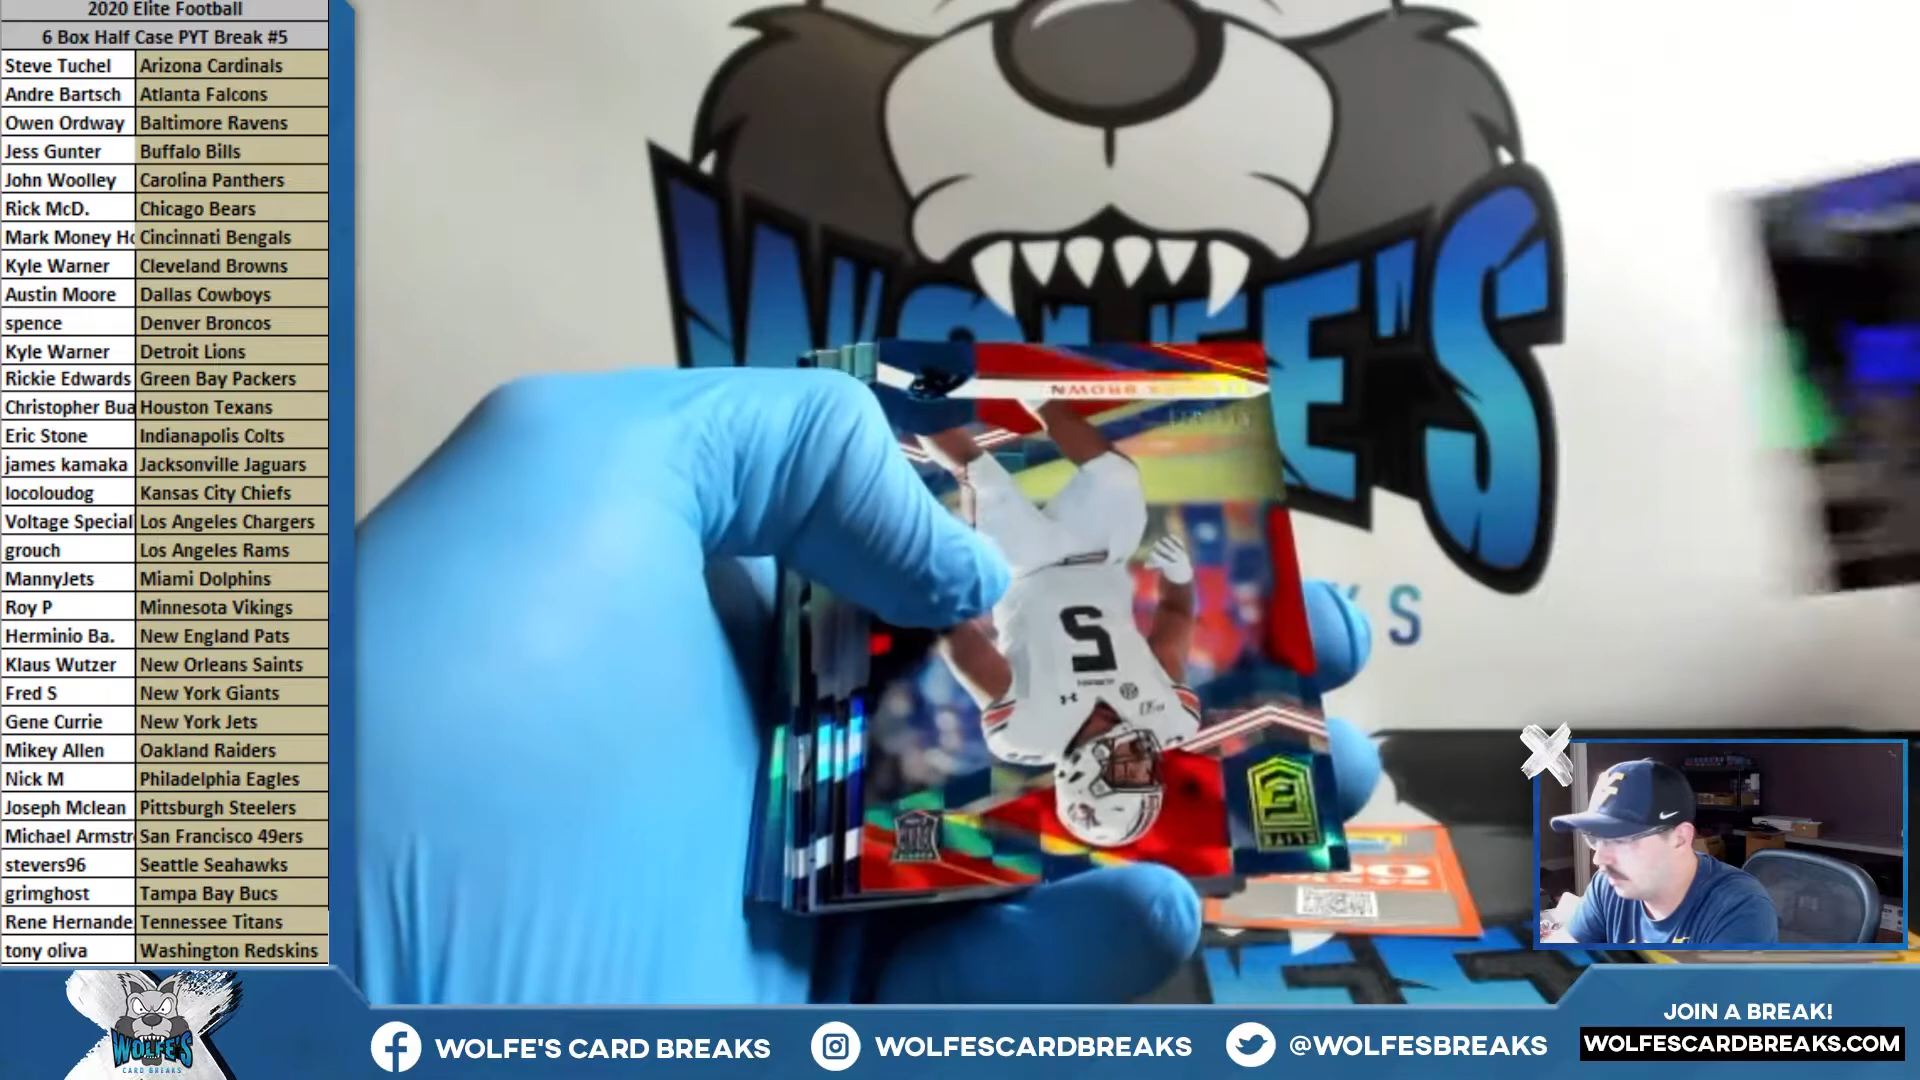 2020 Elite Football
6 Box Half Case PYT Break #5
Steve Tuchel Arizona Cardinals
Andre Bartsch Atlanta Falcons
Owen Ordway Baltimore Ravens
Jess Gunter Buffalo Bills
John Woolley Carolina Panthers
Rick McD. Chicago Bears
Mark Money Ho Cincinnati Bengals
Kyle Warner Cleveland Browns
Austin Moore Dallas Cowboys
spence Denver Broncos
Kyle Warner Detroit Lions
Rickie Edwards Green Bay Packers
Christopher Bua Houston Texans
Eric Stone Indianapolis Colts
james kamaka Jacksonville Jaguars
locoloudog Kansas City Chiefs
Voltage Special Los Angeles Chargers
grouch Los Angeles Rams
MannyJets Miami Dolphins
Roy P Minnesota Vikings
Herminio Ba. New England Pats
Klaus Wutzer New Orleans Saints
Fred S New York Giants
Gene Currie New York Jets
Mikey Allen Oakland Raiders
Nick M Philadelphia Eagles
Joseph Mclean Pittsburgh Steelers
Michael Armstr San Francisco 49ers
stevers96 Seattle Seahawks
grimghost Tampa Bay Bucs
Rene Hernande Tennessee Titans
tony oliva Washington Redskins
WOLFE'S
BROWN
5
ELITE
WOLFE'S
CARD BREAKS
WOLFE'S CARD BREAKS
WOLFESCARDBREAKS
@WOLFESBREAKS
JOIN A BREAK!
WOLFESCARDBREAKS.COM